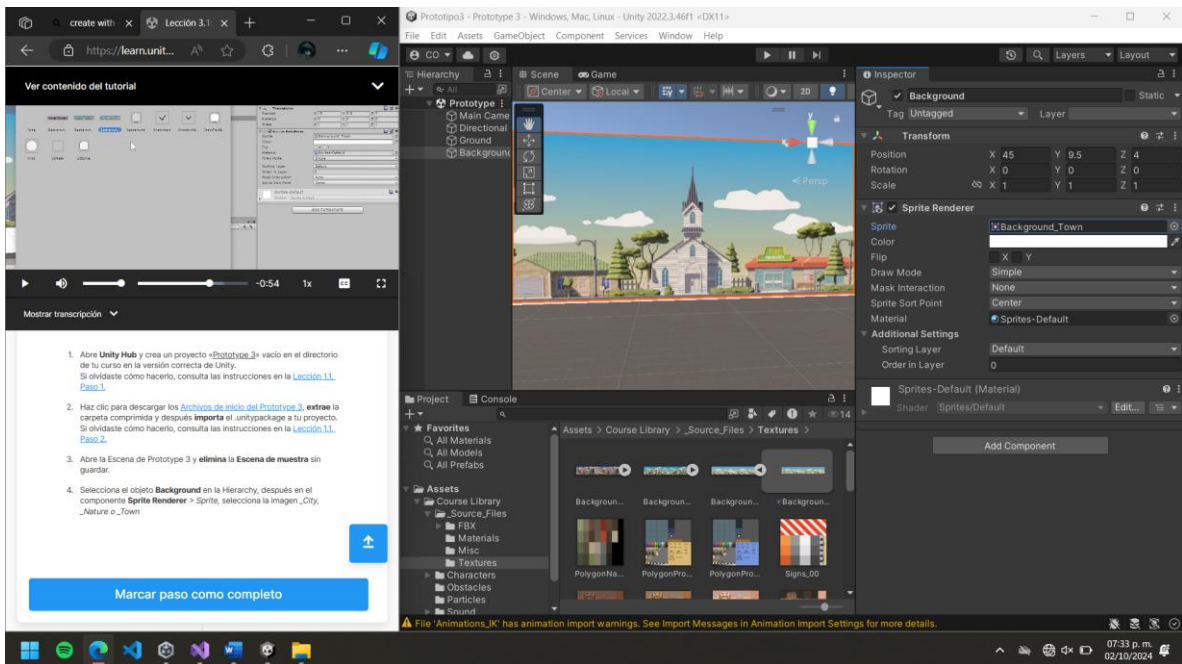 create with
Lección 3.1:
https://learn.unit...
Ver contenido del tutorial
-0:54
1x
Mostrar transcripción
1. Abre Unity Hub y crea un proyecto «Prototype 3» vacío en el directorio
de tu curso en la versión correcta de Unity.
Si olvidaste cómo hacerlo, consulta las instrucciones en la Lección 1.1.
Paso 1.
2. Haz clic para descargar los Archivos de inicio del Prototype 3, extrae la
carpeta comprimida y después importa el .unitypackage a tu proyecto.
Si olvidaste cómo hacerlo, consulta las instrucciones en la Lección 1.1.
Paso 2.
3. Abre la Escena de Prototype 3 y elimina la Escena de muestra sin
guardar.
4. Selecciona el objeto Background en la Hierarchy, después en el
componente Sprite Renderer > Sprite, selecciona la imagen _City,
_Nature o _Town
Marcar paso como completo
Prototipo3 - Prototype 3 - Windows, Mac, Linux - Unity 2022.3.46f1 <DX11>
File Edit Assets GameObject Component Services Window Help
CO
Layers
Layout
Hierarchy
All
Prototype
Main Came
Directional
Ground
Background
Scene
Game
Center
Local
2D
y
Persp
Project
Console
14
Favorites
All Materials
All Models
All Prefabs
Assets
Course Library
_Source_Files
FBX
Materials
Misc
Textures
Characters
Obstacles
Particles
Sound
Assets > Course Library > _Source_Files > Textures >
Backgroun...
Backgroun...
Backgroun...
Backgroun...
PolygonNa...
PolygonPro...
PolygonPro...
Signs_00
Inspector
Background
Static
Tag Untagged
Layer
Transform
Position X 45 Y 9.5 Z 4
Rotation X 0 Y 0 Z 0
Scale X 1 Y 1 Z 1
Sprite Renderer
Sprite Background_Town
Color
Flip X Y
Draw Mode Simple
Mask Interaction None
Sprite Sort Point Center
Material Sprites-Default
Additional Settings
Sorting Layer Default
Order in Layer 0
Sprites-Default (Material)
Shader Sprites/Default
Edit...
Add Component
File 'Animations_IK' has animation import warnings. See Import Messages in Animation Import Settings for more details.
07:33 p. m.
02/10/2024